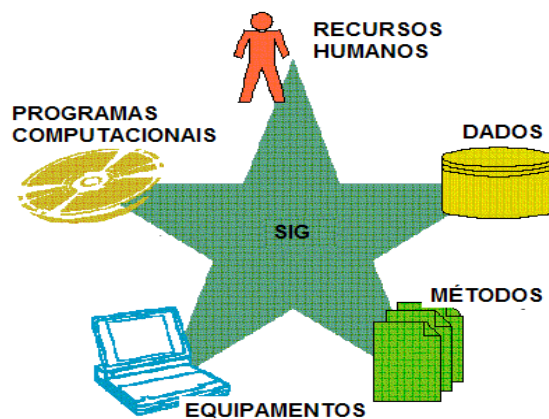 RECURSOS
HUMANOS
PROGRAMAS
COMPUTACIONAIS
DADOS
SIG
MÉTODOS
EQUIPAMENTOS